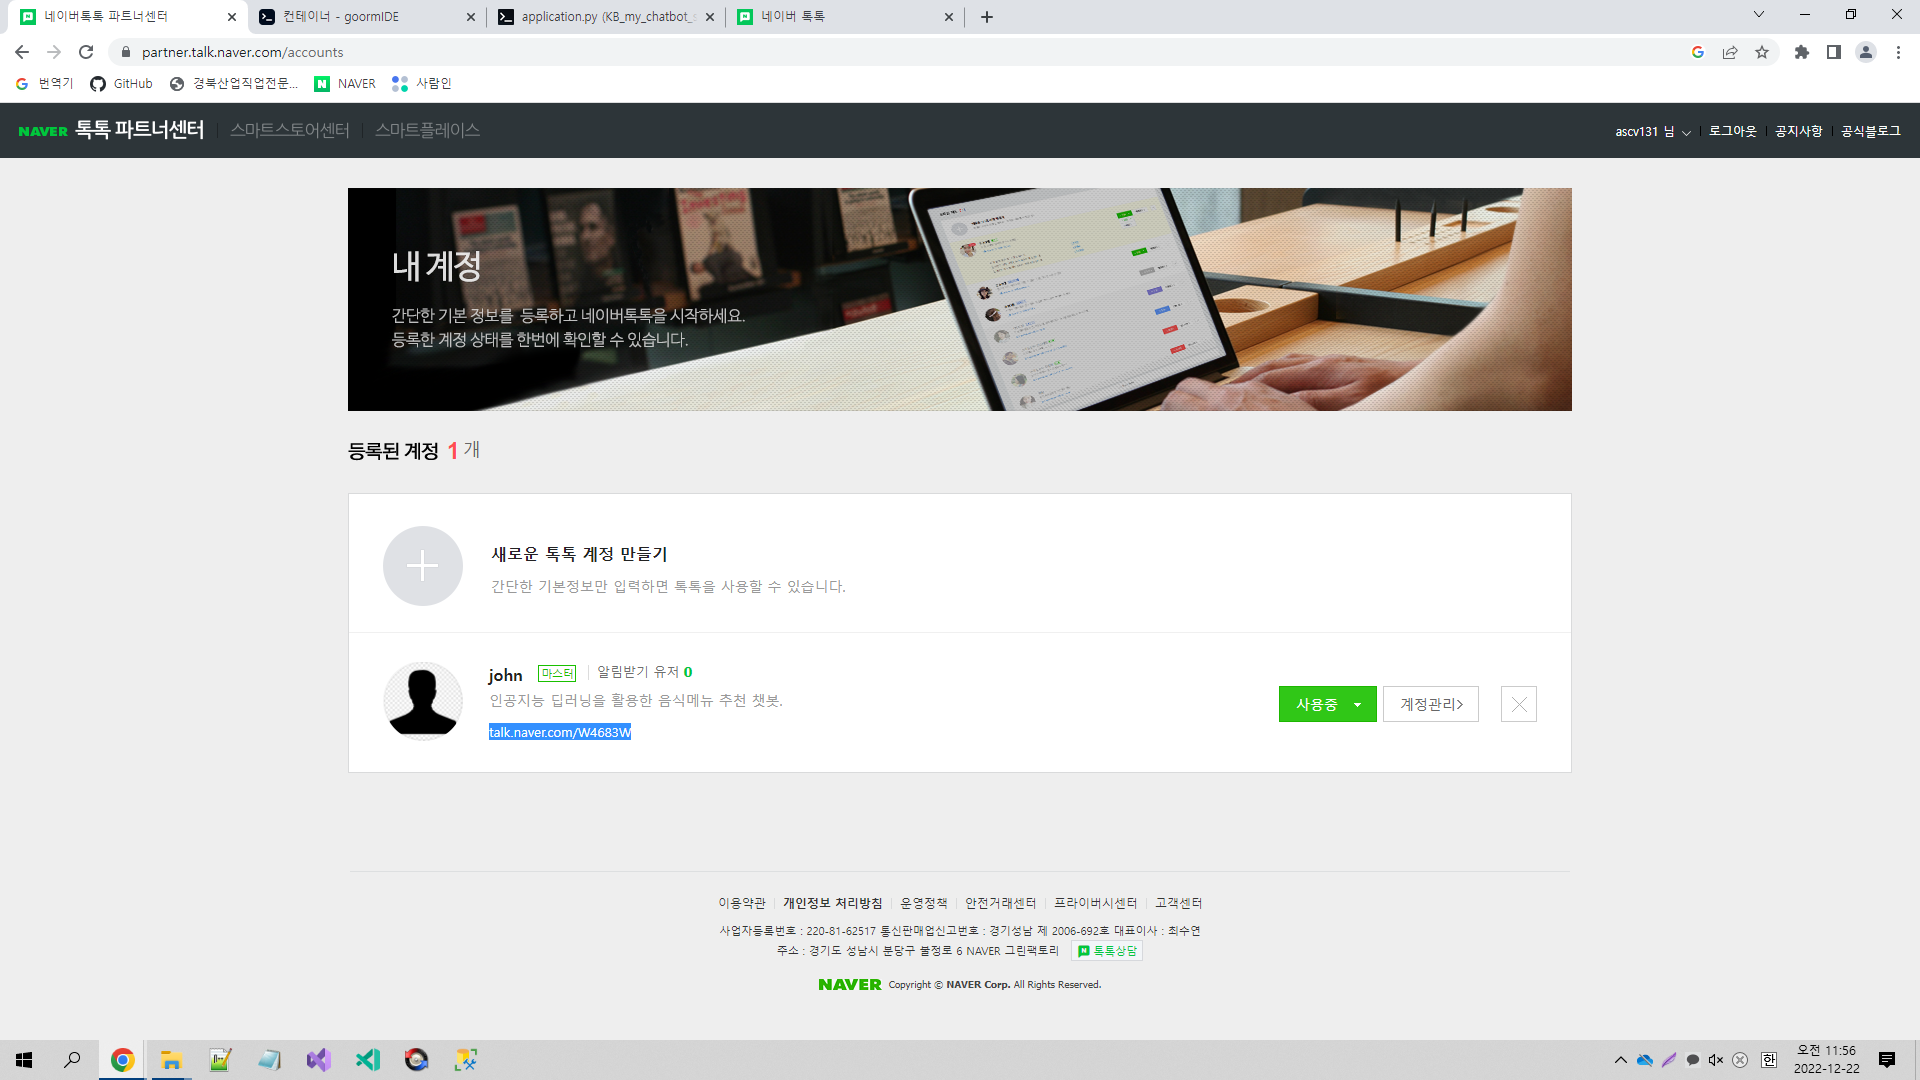 네이버톡톡 파트너센터
컨테이너 - goormIDE
application.py (KB_my_chatbot_s
네이버 톡톡
partner.talk.naver.com/accounts
번역기
GitHub
경북산업직업전문...
NAVER
사람인
NAVER 톡톡 파트너센터
스마트스토어센터
스마트플레이스
ascv131 님
로그아웃
공지사항
공식블로그
내 계정
간단한 기본 정보를 등록하고 네이버톡톡을 시작하세요.
등록한 계정 상태를 한번에 확인할 수 있습니다.
등록된 계정 1 개
새로운 톡톡 계정 만들기
간단한 기본정보만 입력하면 톡톡을 사용할 수 있습니다.
john 마스터 알림받기 유저 0
인공지능 딥러닝을 활용한 음식메뉴 추천 챗봇.
talk.naver.com/W4683W
사용중
계정관리
이용약관 개인정보 처리방침 운영정책 안전거래센터 프라이버시센터 고객센터
사업자등록번호 : 220-81-62517 통신판매업신고번호 : 경기성남 제 2006-692호 대표이사 : 최수연
주소 : 경기도 성남시 분당구 불정로 6 NAVER 그린팩토리 톡톡상담
NAVER Copyright © NAVER Corp. All Rights Reserved.
한
오전 11:56
2022-12-22